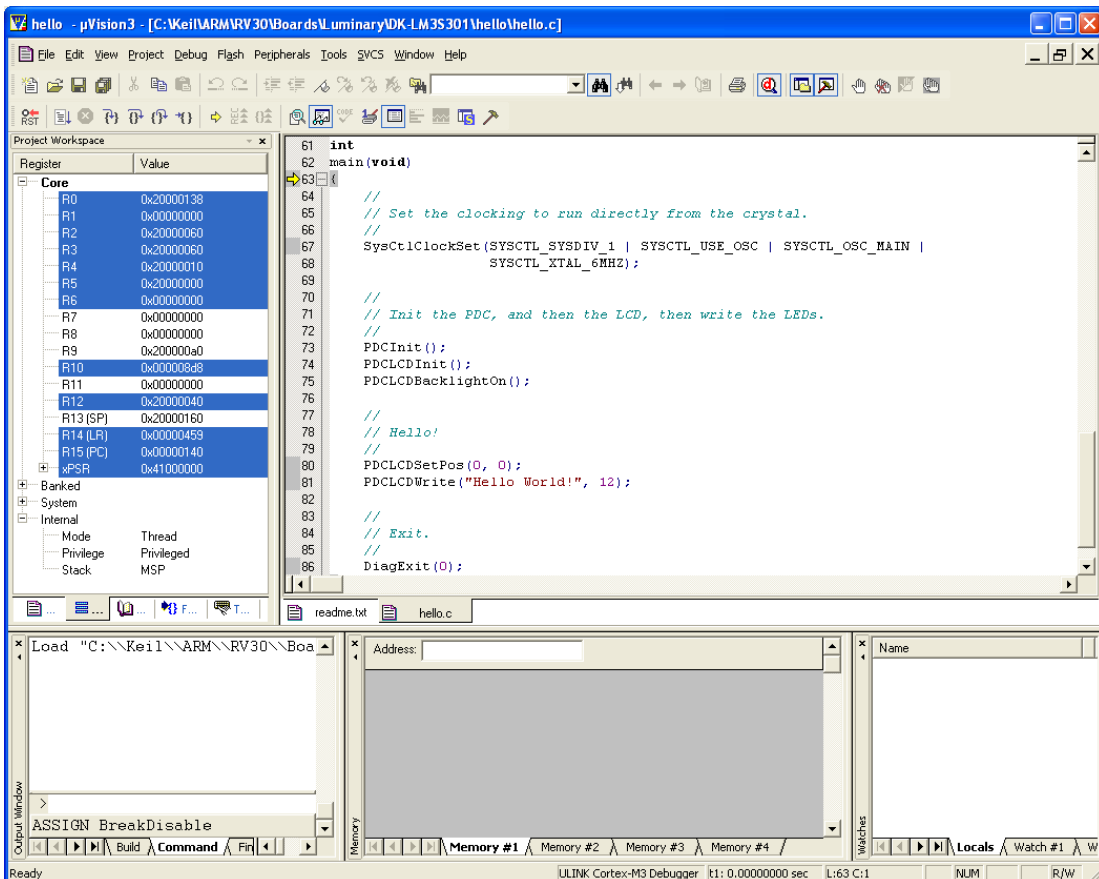 hello - µVision3 - [C:\Keil\ARM\RV30\Boards\Luminary\DK-LM3S301\hello\hello.c]
File Edit View Project Debug Flash Peripherals Tools SVCS Window Help
RST
CODE
Project Workspace
Register Value
Core
R0 0x20000138
R1 0x00000000
R2 0x20000060
R3 0x20000060
R4 0x20000010
R5 0x20000000
R6 0x00000000
R7 0x00000000
R8 0x00000000
R9 0x200000a0
R10 0x000008d8
R11 0x00000000
R12 0x20000040
R13 (SP) 0x20000160
R14 (LR) 0x00000459
R15 (PC) 0x00000140
xPSR 0x41000000
Banked
System
Internal
Mode Thread
Privilege Privileged
Stack MSP
... ... ... F... T...
61 int
62 main(void)
63 {
64 //
65 // Set the clocking to run directly from the crystal.
66 //
67 SysCtlClockSet(SYSCTL_SYSDIV_1 | SYSCTL_USE_OSC | SYSCTL_OSC_MAIN |
68 SYSCTL_XTAL_6MHZ);
69
70 //
71 // Init the PDC, and then the LCD, then write the LEDs.
72 //
73 PDCInit();
74 PDCLCDInit();
75 PDCLCDBacklightOn();
76
77 //
78 // Hello!
79 //
80 PDCLCDSetPos(0, 0);
81 PDCLCDWrite("Hello World!", 12);
82
83 //
84 // Exit.
85 //
86 DiagExit(0);
readme.txt hello.c
Load "C:\\Keil\\ARM\\RV30\\Boa
>
ASSIGN BreakDisable
Output Window
Build Command Fin
Address:
Memory
Memory #1 Memory #2 Memory #3 Memory #4
Name
Watches
Locals Watch #1 W
Ready ULINK Cortex-M3 Debugger t1: 0.00000000 sec L:63 C:1 NUM R/W